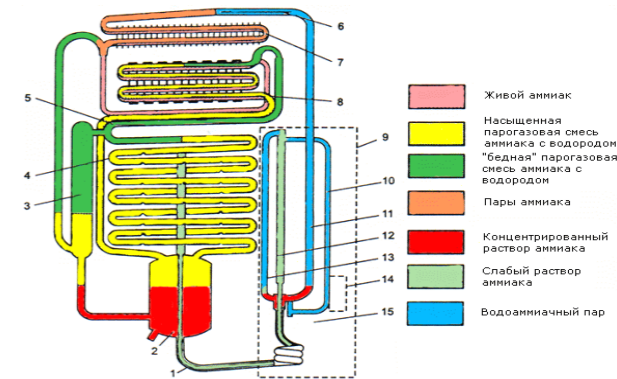 6
7
5
8
9
4
10
3
11
12
13
14
15
2
1
Живой аммиак
Насыщенная
парогазовая смесь
аммиака с водородом
"бедная" парогазовая
смесь аммиака с
водородом
Пары аммиака
Концентрированный
раствор аммиака
Слабый раствор
аммиака
Водоаммиачный пар